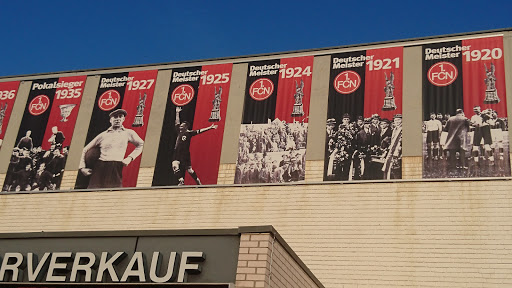 36
Pokalsieger
1935
Deutscher
Meister 1927
Deutscher
Meister 1925
Deutscher
Meister 1924
Deutscher
Meister 1921
Deutscher
Meister 1920
1.
FCN
1.
FCN
1.
FCN
1.
FCN
1.
FCN
1.
FCN
RVERKAUF